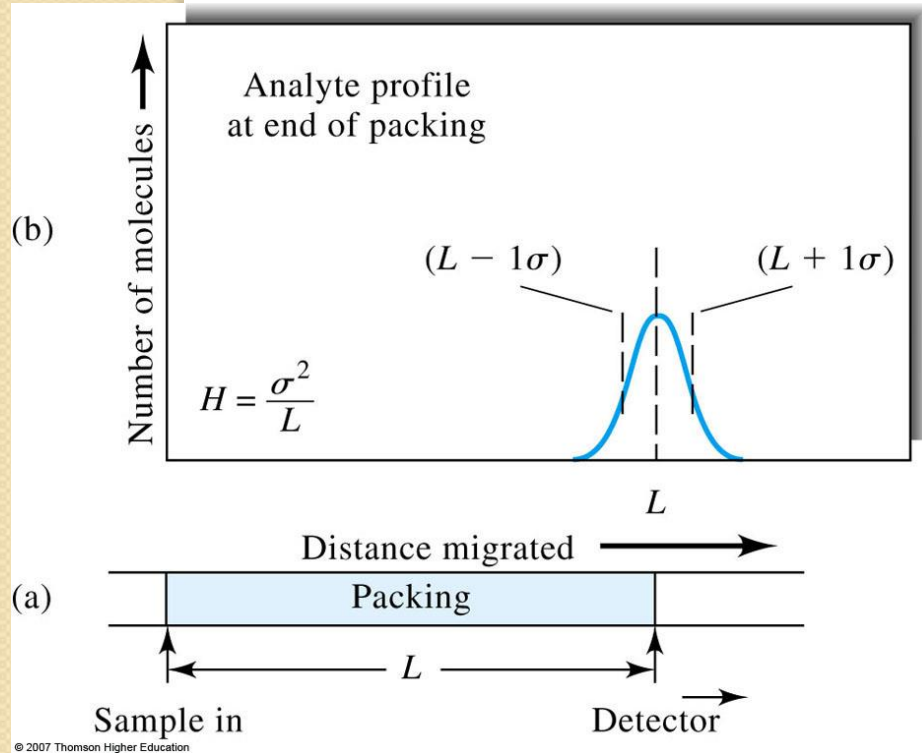 Analyte profile
at end of packing
Number of molecules
(b)
(L − 1σ)
(L + 1σ)
H = σ²/L
L
Distance migrated
(a)
Packing
L
Sample in
Detector
© 2007 Thomson Higher Education